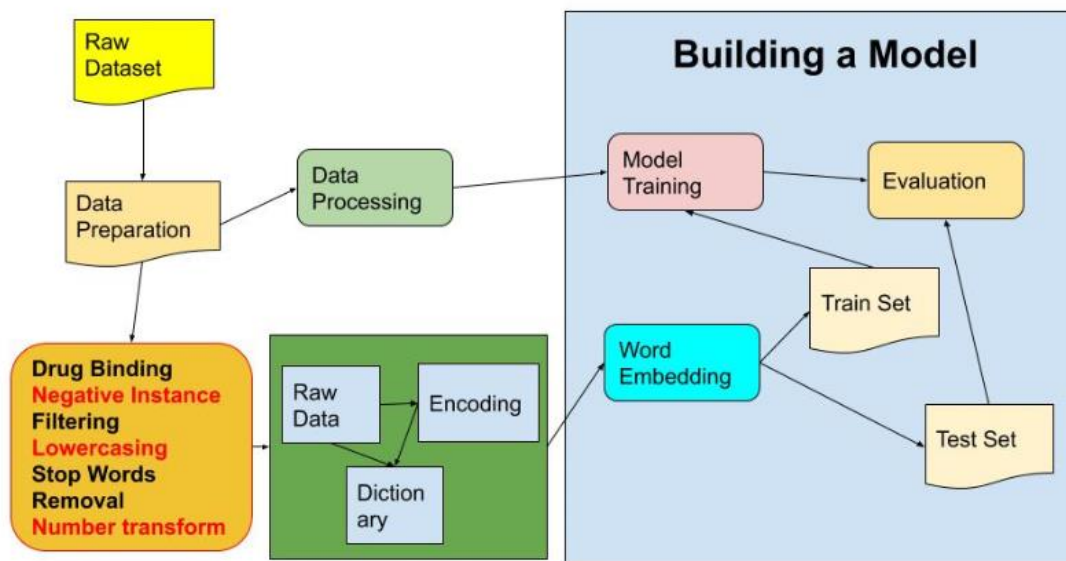 Raw
Dataset
Building a Model
Data
Preparation
Data
Processing
Model
Training
Evaluation
Train Set
Test Set
Word
Embedding
Drug Binding
Negative Instance
Filtering
Lowercasing
Stop Words
Removal
Number transform
Raw
Data
Encoding
Diction
ary